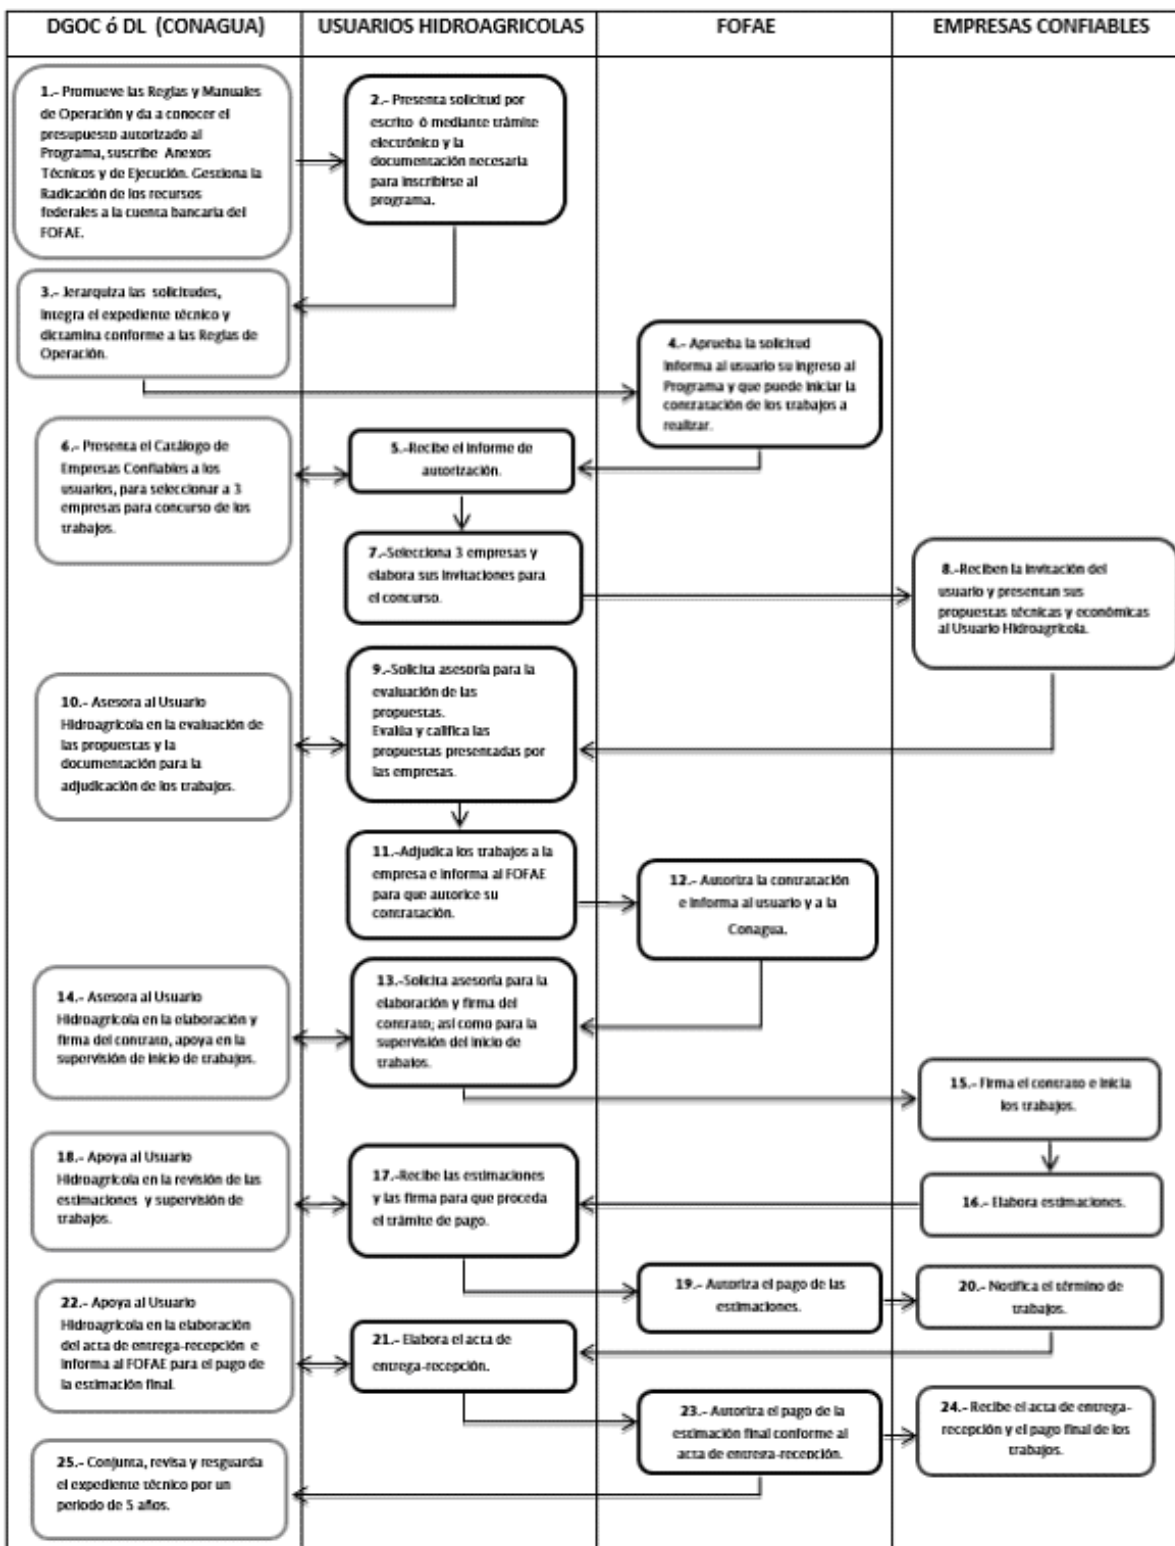 DGOC ó DL (CONAGUA)
USUARIOS HIDROAGRICOLAS
FOFAE
EMPRESAS CONFIABLES
1.- Promueve las Reglas y Manuales
de Operación y da a conocer el
presupuesto autorizado al
Programa, suscribe Anexos
Técnicos y de Ejecución. Gestiona la
Radicación de los recursos
federales a la cuenta bancaria del
FOFAE.
2.- Presenta solicitud por
escrito ó mediante trámite
electrónico y la
documentación necesaria
para inscribirse al
programa.
3.- Jerarquiza las solicitudes,
integra el expediente técnico y
dictamina conforme a las Reglas de
Operación.
4.- Aprueba la solicitud
informa al usuario su ingreso al
Programa y que puede iniciar la
contratación de los trabajos a
realizar.
6.- Presenta el Catálogo de
Empresas Confiables a los
usuarios, para seleccionar a 3
empresas para concurso de los
trabajos.
5.-Recibe el informe de
autorización.
7.-Selecciona 3 empresas y
elabora sus invitaciones para
el concurso.
8.-Reciben la invitación del
usuario y presentan sus
propuestas técnicas y económicas
al Usuario Hidroagrícola.
9.-Solicita asesoría para la
evaluación de las
propuestas.
Evalúa y califica las
propuestas presentadas por
las empresas.
10.- Asesora al Usuario
Hidroagrícola en la evaluación de
las propuestas y la
documentación para la
adjudicación de los trabajos.
11.-Adjudica los trabajos a la
empresa e informa al FOFAE
para que autorice su
contratación.
12.- Autoriza la contratación
e informa al usuario y a la
Conagua.
13.-Solicita asesoría para la
elaboración y firma del
contrato; así como para la
supervisión del inicio de
trabajos.
14.- Asesora al Usuario
Hidroagrícola en la elaboración y
firma del contrato, apoya en la
supervisión de inicio de trabajos.
15.- Firma el contrato e inicia
los trabajos.
18.- Apoya al Usuario
Hidroagrícola en la revisión de las
estimaciones y supervisión de
trabajos.
17.-Recibe las estimaciones
y las firma para que proceda
el trámite de pago.
16.- Elabora estimaciones.
19.- Autoriza el pago de las
estimaciones.
20.- Notifica el término de
trabajos.
22.- Apoya al Usuario
Hidroagrícola en la elaboración
del acta de entrega-recepción e
informa al FOFAE para el pago de
la estimación final.
21.- Elabora el acta de
entrega-recepción.
23.- Autoriza el pago de la
estimación final conforme al
acta de entrega-recepción.
24.- Recibe el acta de entrega-
recepción y el pago final de los
trabajos.
25.- Conjunta, revisa y resguarda
el expediente técnico por un
periodo de 5 años.